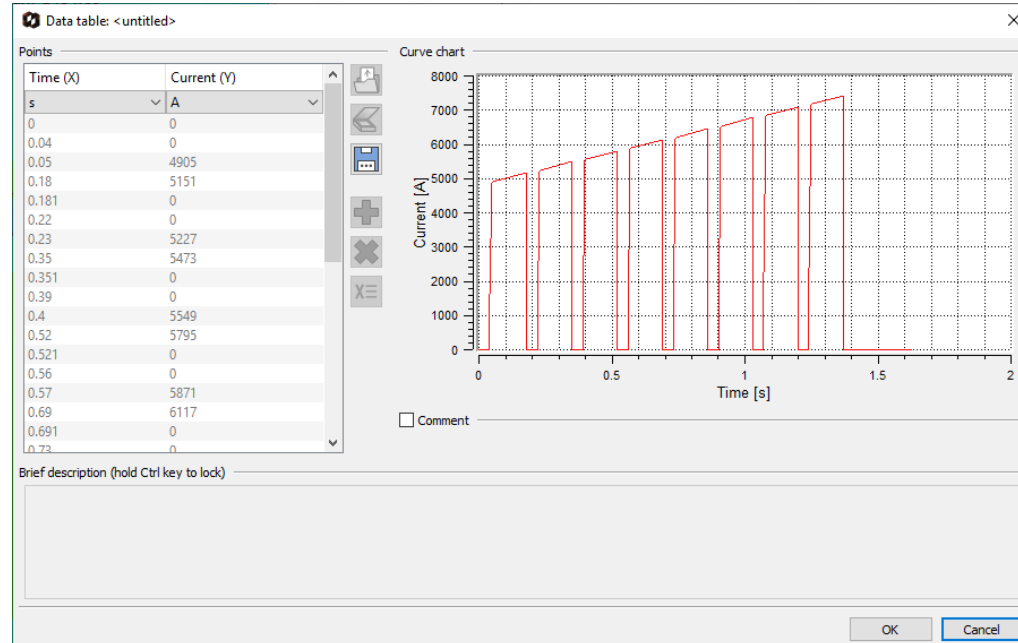 Data table: <untitled>
Points
Time (X) Current (Y)
s A
0 0
0.04 0
0.05 4905
0.18 5151
0.181 0
0.22 0
0.23 5227
0.35 5473
0.351 0
0.39 0
0.4 5549
0.52 5795
0.521 0
0.56 0
0.57 5871
0.69 6117
0.691 0
0.73 0
X=
Curve chart
8000
7000
6000
5000
4000
3000
2000
1000
0
Current [A]
0 0.5 1 1.5 2
Time [s]
Comment
Brief description (hold Ctrl key to lock)
OK Cancel